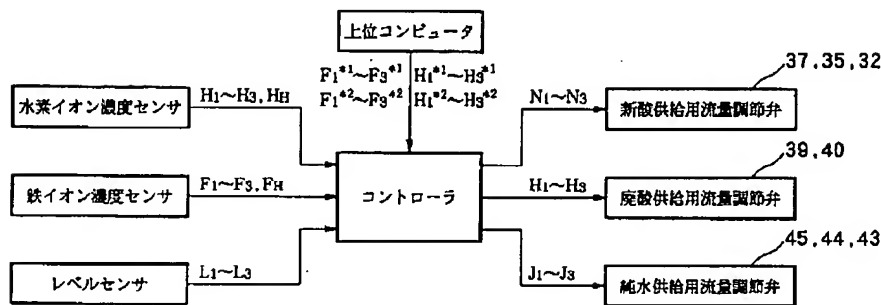 上位コンピュータ
F1*1～F3*1 H1*1～H3*1
F1*2～F3*2 H1*2～H3*2
37,35,32
水素イオン濃度センサ
H1～H3,HH
N1～N3
新酸供給用流量調節弁
39,40
鉄イオン濃度センサ
F1～F3,FH
コントローラ
H1～H3
廃酸供給用流量調節弁
45,44,43
レベルセンサ
L1～L3
J1～J3
純水供給用流量調節弁